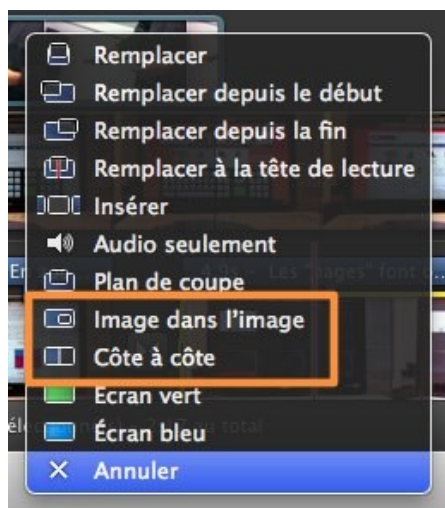 Remplacer
Remplacer depuis le début
Remplacer depuis la fin
Remplacer à la tête de lecture
Insérer
Audio seulement
Plan de coupe
Image dans l'image
Côte à côte
Écran vert
Écran bleu
Annuler